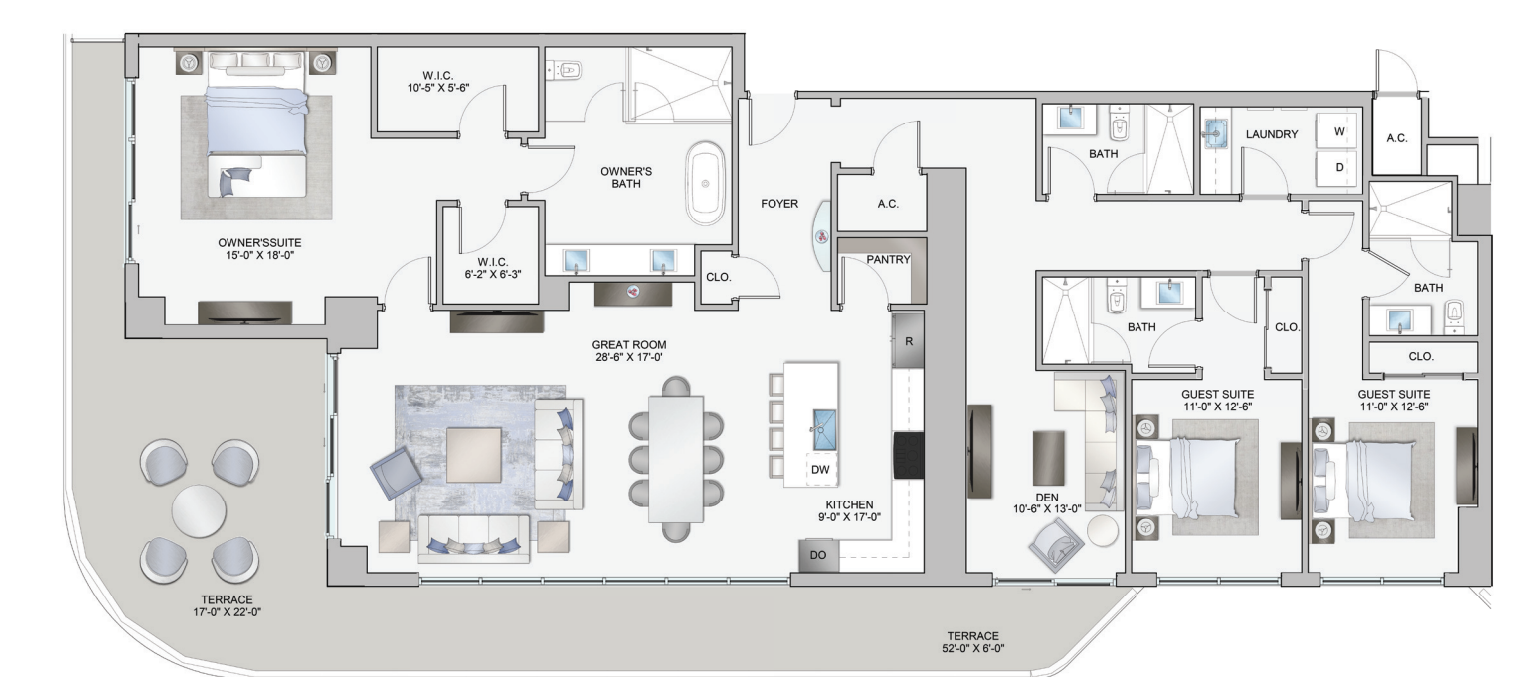 W.I.C.
10'-5" X 5'-6"
OWNER'S
BATH
OWNER'SSUITE
15'-0" X 18'-0"
W.I.C.
6'-2" X 6'-3"
CLO.
FOYER
A.C.
PANTRY
BATH
LAUNDRY
W
D
A.C.
BATH
BATH
CLO.
CLO.
GREAT ROOM
28'-6" X 17'-0'
R
DW
KITCHEN
9'-0" X 17'-0"
DO
DEN
10'-6" X 13'-0"
GUEST SUITE
11'-0" X 12'-6"
GUEST SUITE
11'-0" X 12'-6"
TERRACE
17'-0" X 22'-0"
TERRACE
52'-0" X 6'-0"